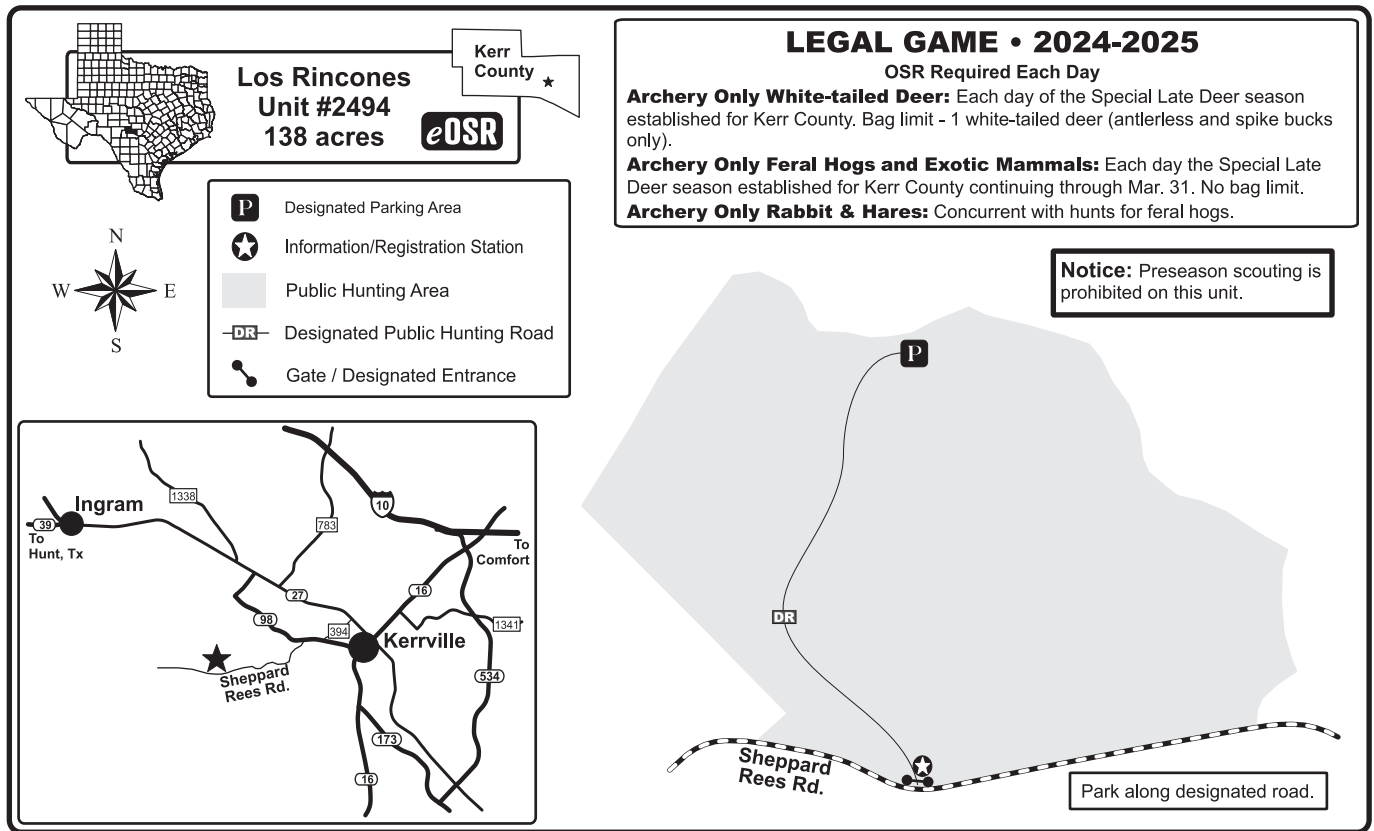 Los Rincones
Unit #2494
138 acres
eOSR
Kerr
County
LEGAL GAME • 2024-2025
OSR Required Each Day
Archery Only White-tailed Deer: Each day of the Special Late Deer season
established for Kerr County. Bag limit - 1 white-tailed deer (antlerless and spike bucks
only).
Archery Only Feral Hogs and Exotic Mammals: Each day the Special Late
Deer season established for Kerr County continuing through Mar. 31. No bag limit.
Archery Only Rabbit & Hares: Concurrent with hunts for feral hogs.
N
W
E
S
P
Designated Parking Area
Information/Registration Station
Public Hunting Area
DR
Designated Public Hunting Road
Gate / Designated Entrance
Notice: Preseason scouting is
prohibited on this unit.
P
DR
Sheppard
Rees Rd.
Park along designated road.
Ingram
39
To
Hunt, Tx
1338
783
10
To
Comfort
27
16
98
394
1341
Kerrville
Sheppard
Rees Rd.
534
173
16